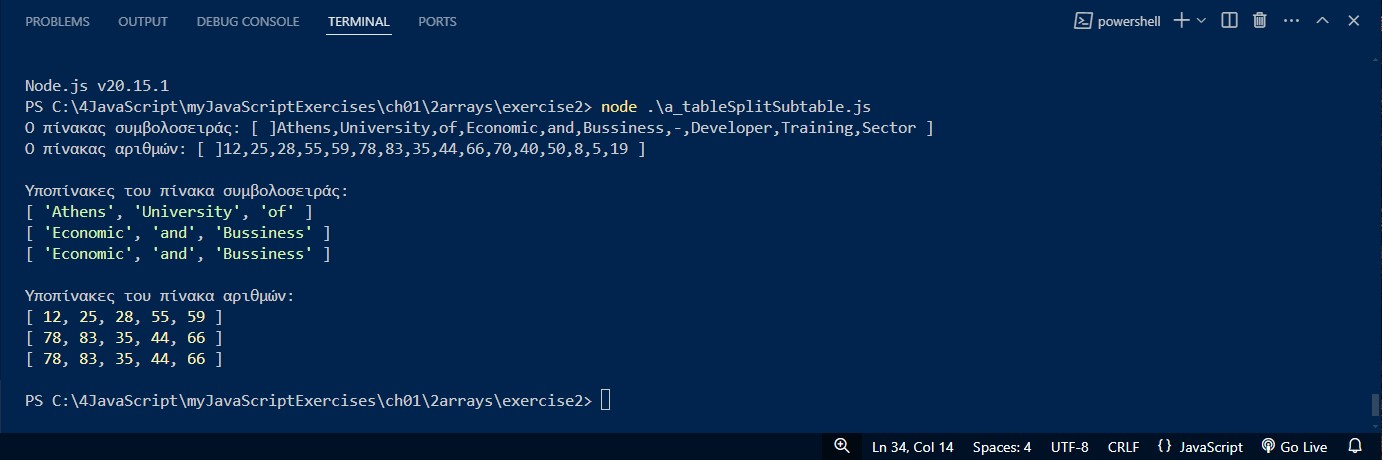 PROBLEMS OUTPUT DEBUG CONSOLE TERMINAL PORTS powershell
Node.js v20.15.1
PS C:\4JavaScript\myJavaScriptExercises\ch01\2arrays\exercise2> node .\a_tableSplitSubtable.js
Ο πίνακας συμβολοσειράς: [ ]Athens,University,of,Economic,and,Bussiness,-,Developer,Training,Sector ]
Ο πίνακας αριθμών: [ ]12,25,28,55,59,78,83,35,44,66,70,40,50,8,5,19 ]
Υποπίνακες του πίνακα συμβολοσειράς:
[ 'Athens', 'University', 'of' ]
[ 'Economic', 'and', 'Bussiness' ]
[ 'Economic', 'and', 'Bussiness' ]
Υποπίνακες του πίνακα αριθμών:
[ 12, 25, 28, 55, 59 ]
[ 78, 83, 35, 44, 66 ]
[ 78, 83, 35, 44, 66 ]
PS C:\4JavaScript\myJavaScriptExercises\ch01\2arrays\exercise2>
Ln 34, Col 14 Spaces: 4 UTF-8 CRLF {} JavaScript Go Live